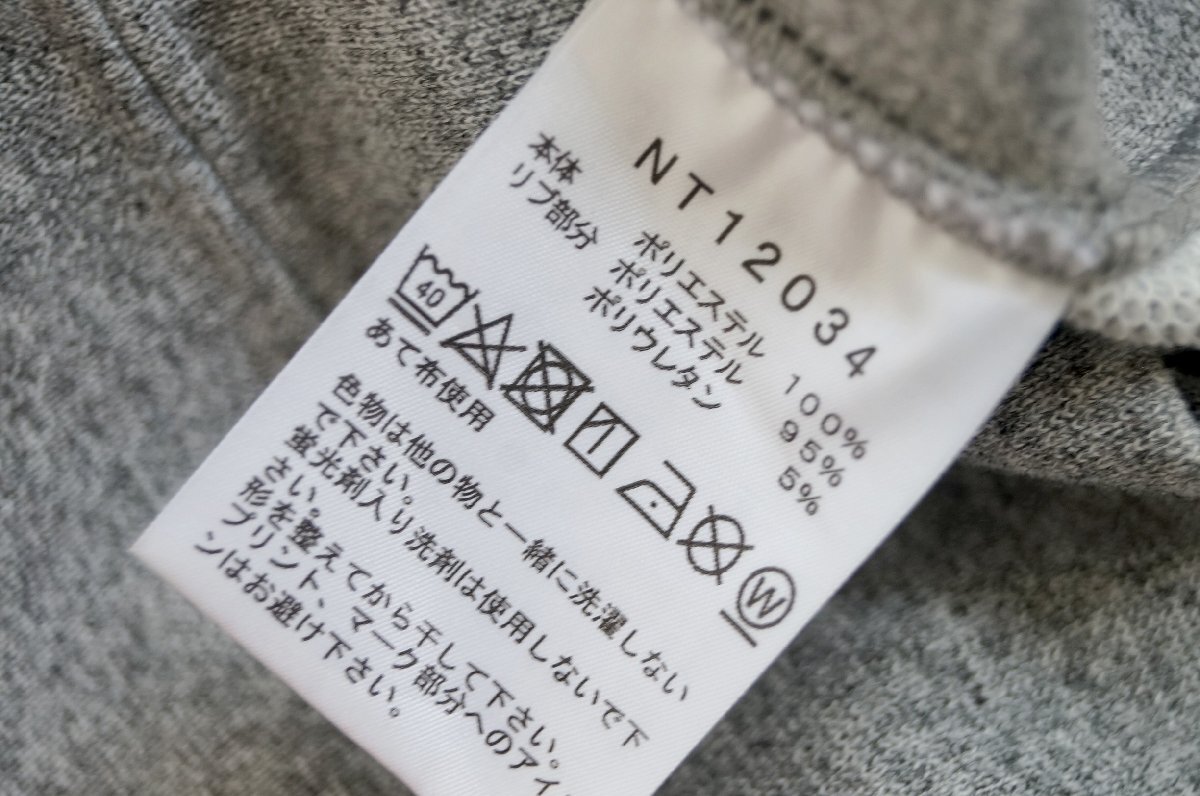 NT12034
本体 ポリエステル 100%
リブ部分 ポリエステル 95%
ポリウレタン 5%
40
W
あて布使用
色物は他の物と一緒に洗濯しない
で下さい。
蛍光剤入り洗剤は使用しないで下
さい。
形を整えてから干して下さい。
プリント、マーク部分へのアイ
ンはお避け下さい。